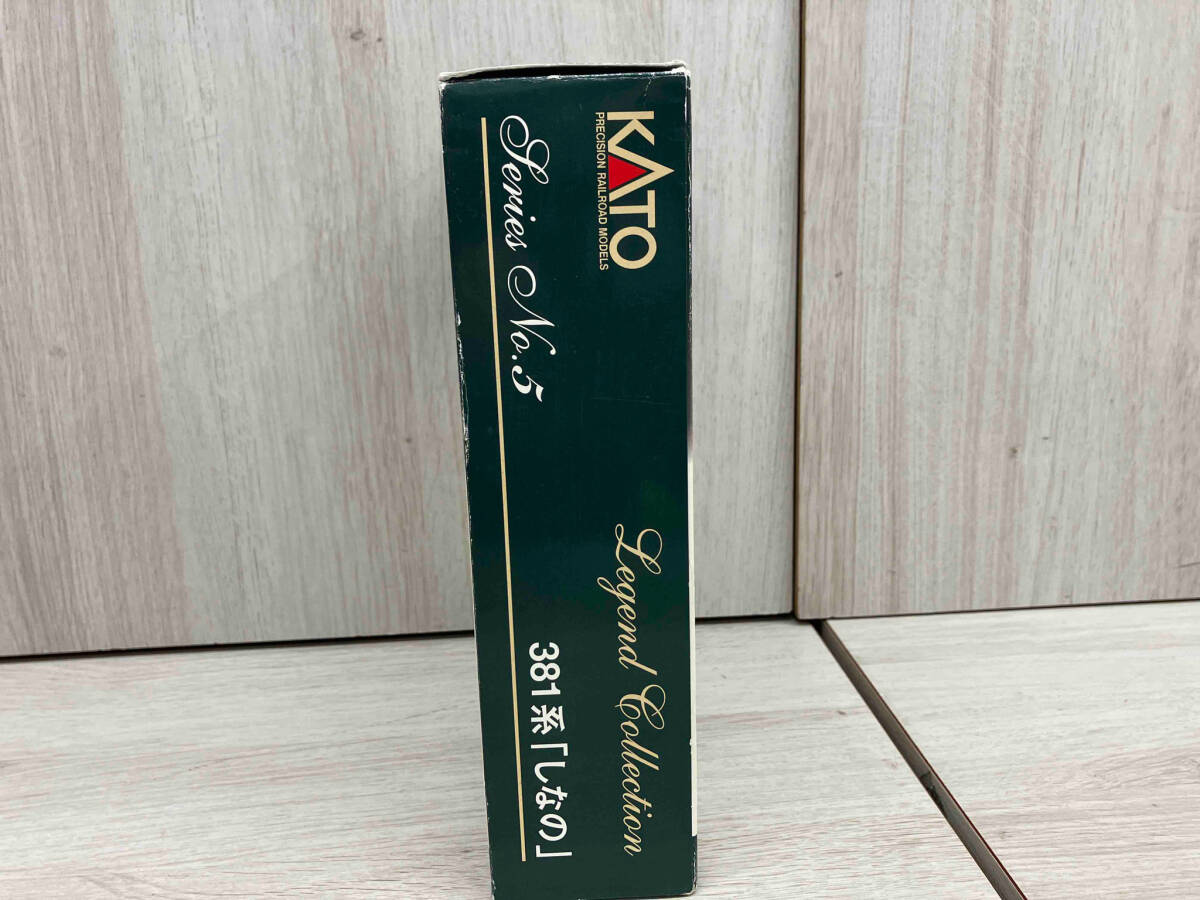 KATO
PRECISION RAILROAD MODELS
Legend Collection
Series No.5
381系「しなの」